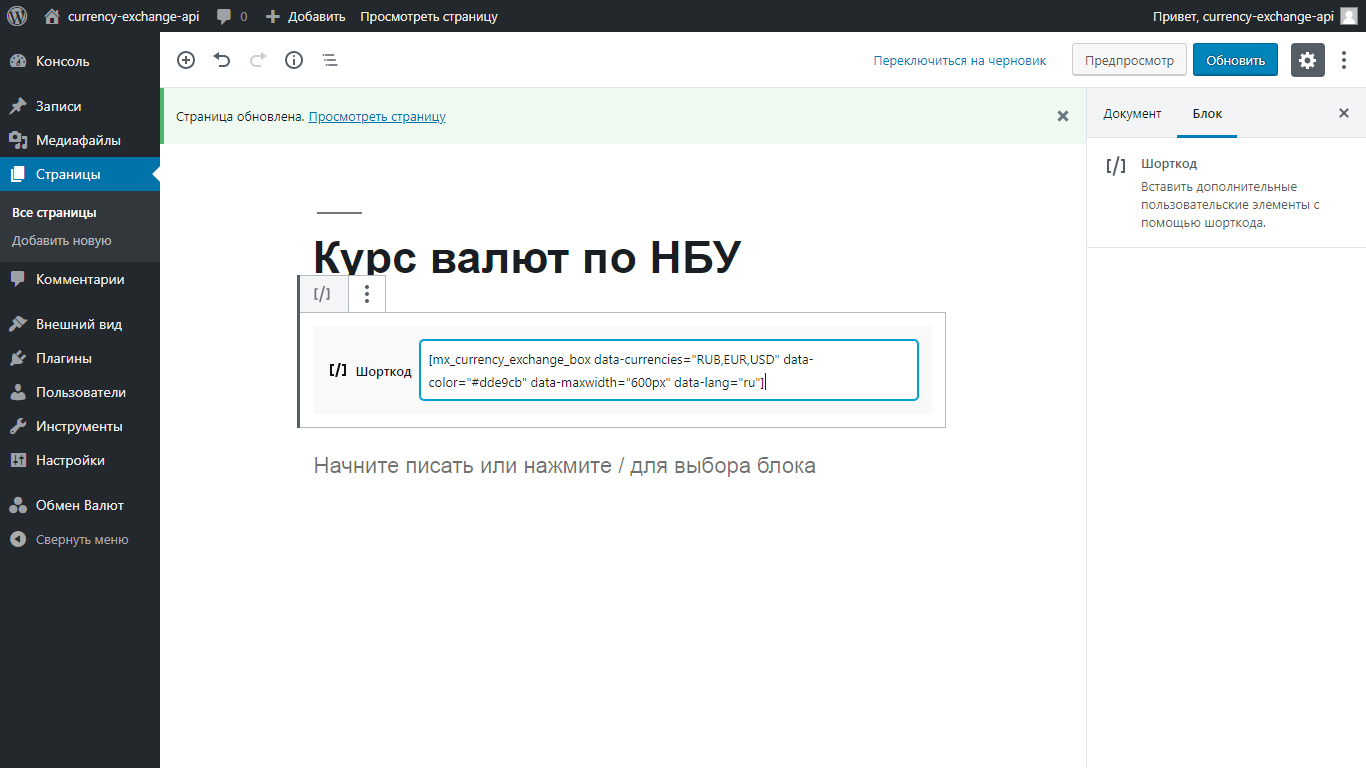 currency-exchange-api 0 Добавить Просмотреть страницу Привет, currency-exchange-api
Консоль
Записи
Медиафайлы
Страницы
Все страницы
Добавить новую
Комментарии
Внешний вид
Плагины
Пользователи
Инструменты
Настройки
Обмен Валют
Свернуть меню
Переключиться на черновик Предпросмотр Обновить
Страница обновлена. Просмотреть страницу
Курс валют по НБУ
[/]
[/] Шорткод
[mx_currency_exchange_box data-currencies="RUB,EUR,USD" data-
color="#dde9cb" data-maxwidth="600px" data-lang="ru"]
Начните писать или нажмите / для выбора блока
Документ Блок
[/] Шорткод
Вставить дополнительные
пользовательские элементы с
помощью шорткода.